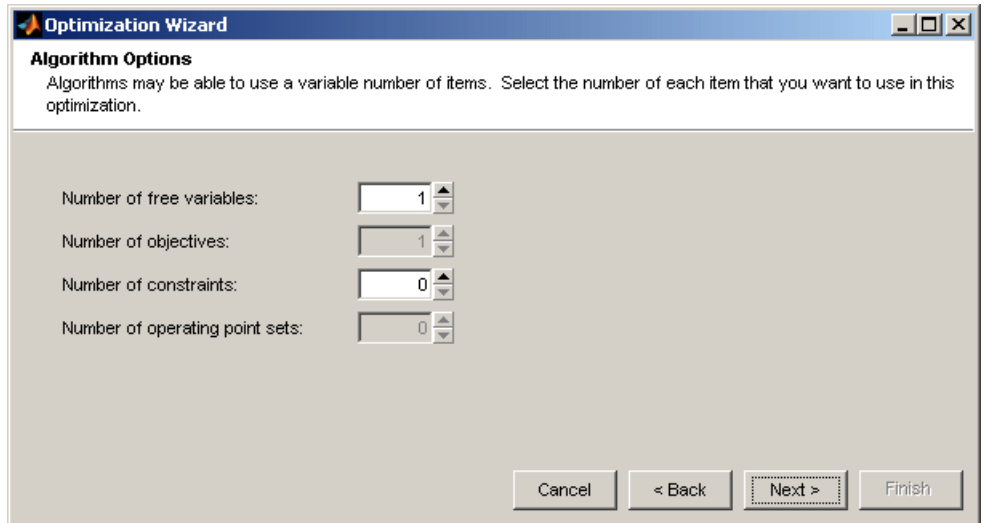 Optimization Wizard
Algorithm Options
Algorithms may be able to use a variable number of items. Select the number of each item that you want to use in this
optimization.
Number of free variables: 1
Number of objectives: 1
Number of constraints: 0
Number of operating point sets: 0
Cancel < Back Next > Finish